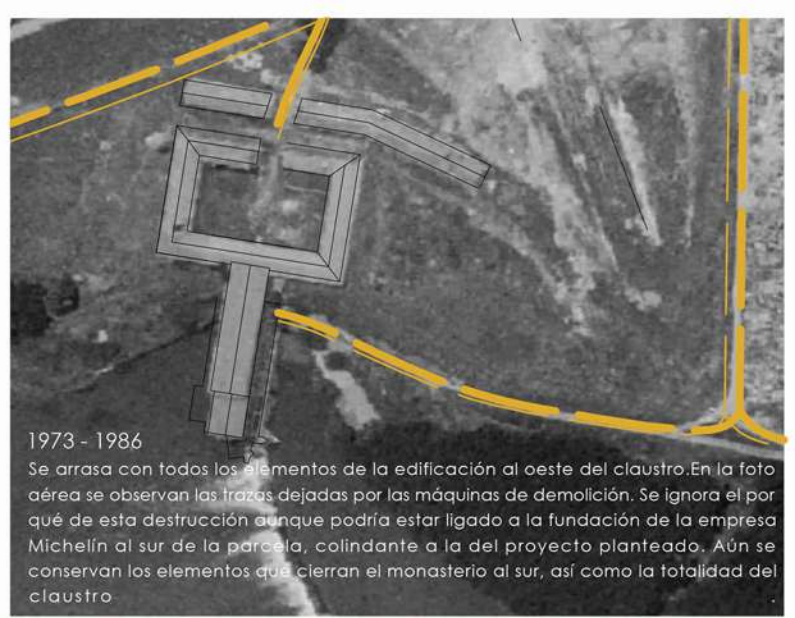 1973 - 1986
Se arrasa con todos los elementos de la edificación al oeste del claustro.En la foto
aérea se observan las trazas dejadas por las máquinas de demolición. Se ignora el por
qué de esta destrucción aunque podría estar ligado a la fundación de la empresa
Michelín al sur de la parcela, colindante a la del proyecto planteado. Aún se
conservan los elementos que cierran el monasterio al sur, así como la totalidad del
claustro .